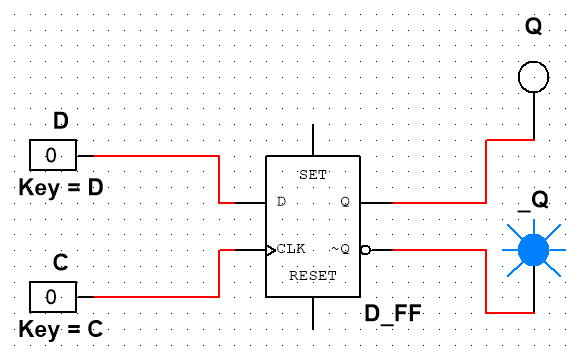 Q
D
0
Key = D
SET
D Q
_Q
C
CLK ~Q
0
RESET
Key = C
D_FF